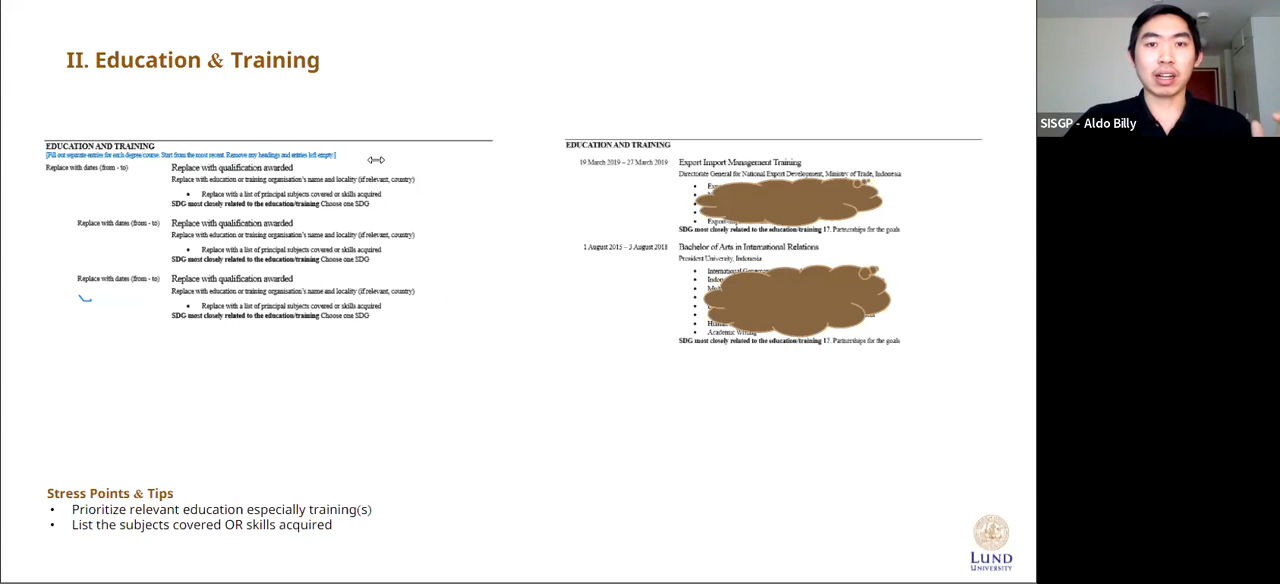 II. Education & Training
EDUCATION AND TRAINING
[Fill out separate entries for each degree/course. Start from the most recent. Remove any headings and entries left empty.]
Replace with dates (from - to)
Replace with qualification awarded
Replace with education or training organisation's name and locality (if relevant, country)
• Replace with a list of principal subjects covered or skills acquired
SDG most closely related to the education/training Choose one SDG
Replace with dates (from - to)
Replace with qualification awarded
Replace with education or training organisation's name and locality (if relevant, country)
• Replace with a list of principal subjects covered or skills acquired
SDG most closely related to the education/training Choose one SDG
Replace with dates (from - to)
Replace with qualification awarded
Replace with education or training organisation's name and locality (if relevant, country)
• Replace with a list of principal subjects covered or skills acquired
SDG most closely related to the education/training Choose one SDG
EDUCATION AND TRAINING
19 March 2019 – 27 March 2019
Export Import Management Training
Directorate General for National Export Development, Ministry of Trade, Indonesia
SDG most closely related to the education/training 17. Partnerships for the goals
1 August 2015 – 3 August 2018
Bachelor of Arts in International Relations
President University, Indonesia
• International
• Academic Writing
SDG most closely related to the education/training 17. Partnerships for the goals
Stress Points & Tips
• Prioritize relevant education especially training(s)
• List the subjects covered OR skills acquired
LUND
UNIVERSITY
SISGP - Aldo Billy